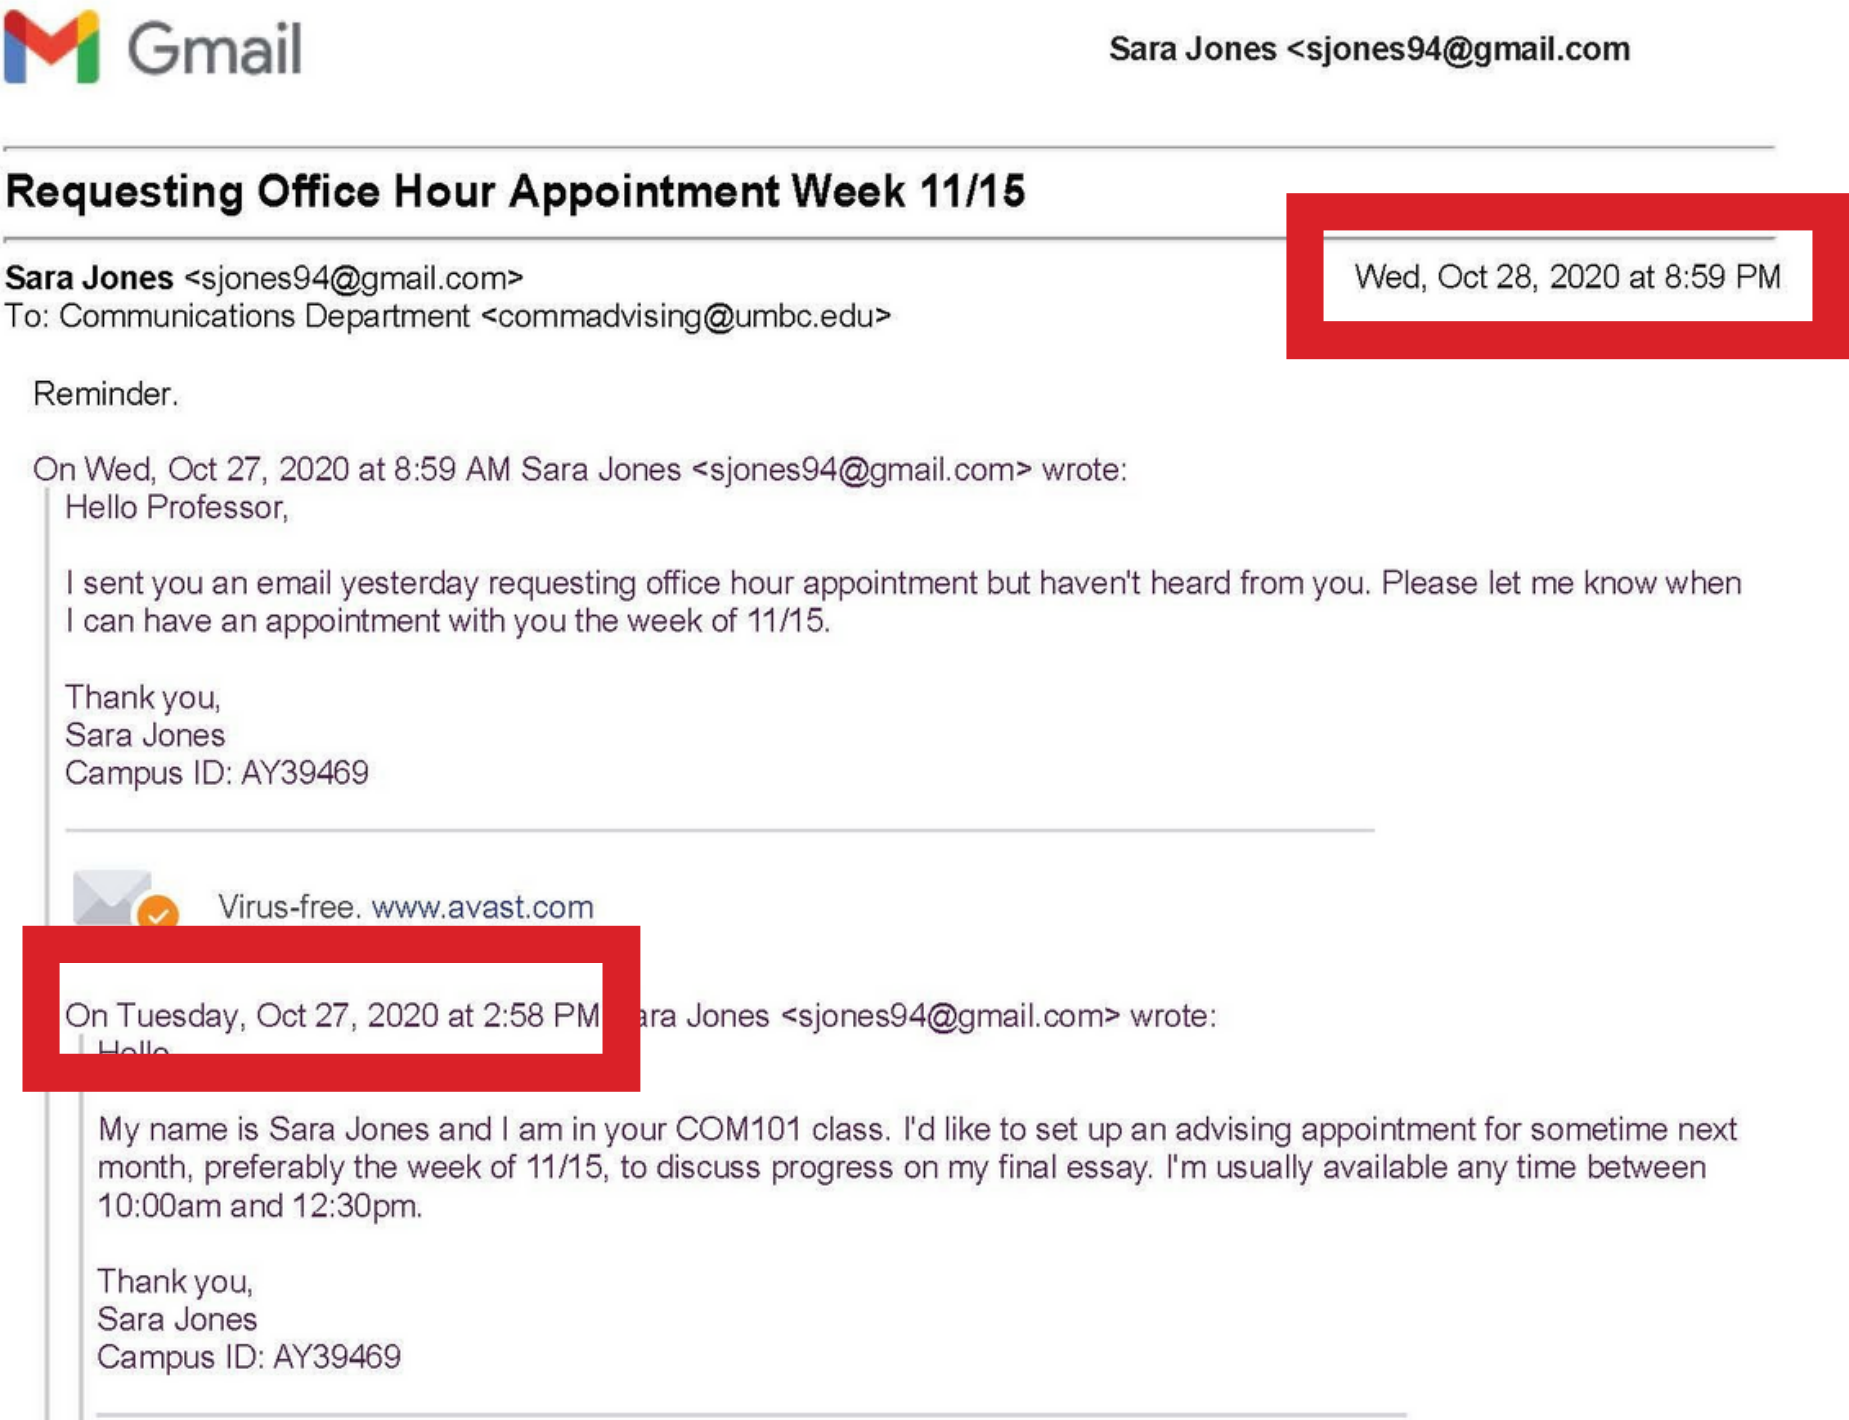 Gmail
Sara Jones <sjones94@gmail.com
Requesting Office Hour Appointment Week 11/15
Sara Jones <sjones94@gmail.com>
Wed, Oct 28, 2020 at 8:59 PM
To: Communications Department <commadvising@umbc.edu>
Reminder.
On Wed, Oct 27, 2020 at 8:59 AM Sara Jones <sjones94@gmail.com> wrote:
Hello Professor,
I sent you an email yesterday requesting office hour appointment but haven't heard from you. Please let me know when
I can have an appointment with you the week of 11/15.
Thank you,
Sara Jones
Campus ID: AY39469
Virus-free. www.avast.com
On Tuesday, Oct 27, 2020 at 2:58 PM ara Jones <sjones94@gmail.com> wrote:
Hello
My name is Sara Jones and I am in your COM101 class. I'd like to set up an advising appointment for sometime next
month, preferably the week of 11/15, to discuss progress on my final essay. I'm usually available any time between
10:00am and 12:30pm.
Thank you,
Sara Jones
Campus ID: AY39469